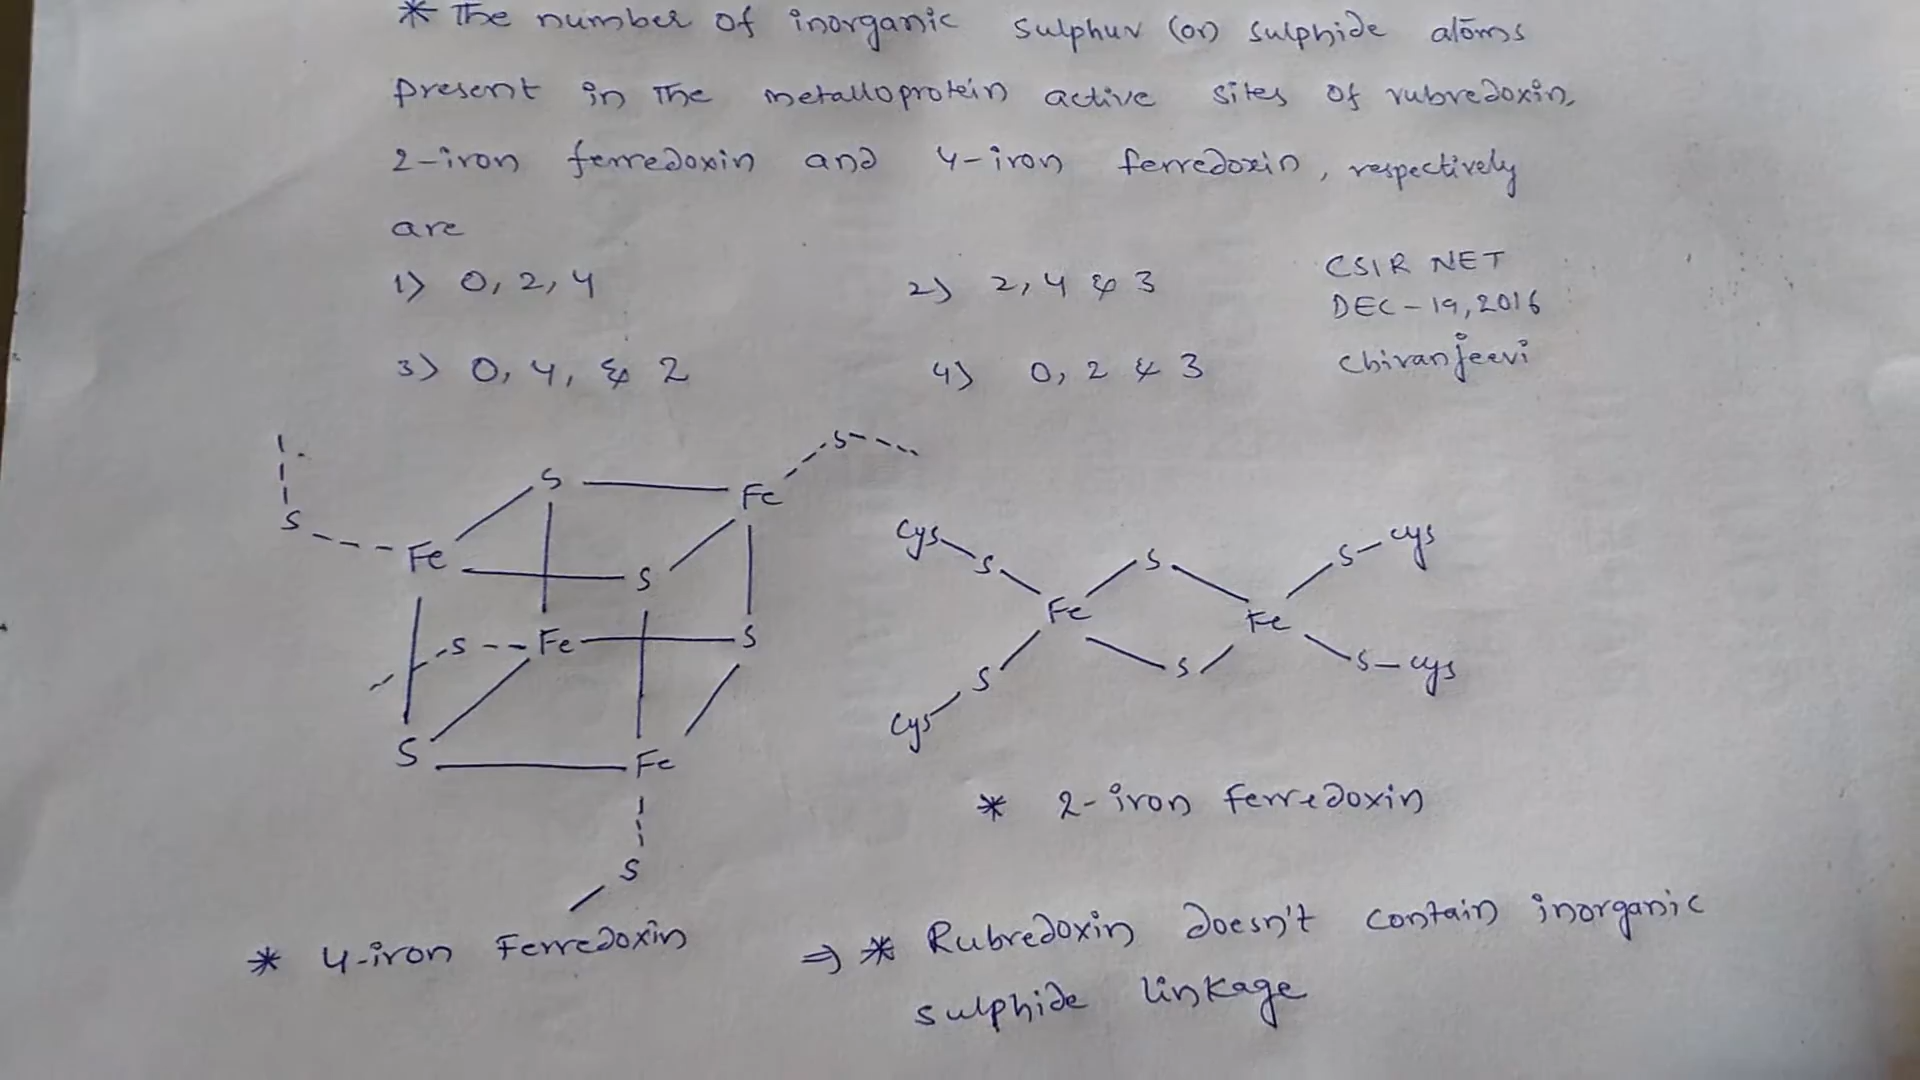 * The number of inorganic sulphur (or) sulphide atoms
present in the metalloprotein active sites of rubredoxin,
2-iron ferredoxin and 4-iron ferredoxin, respectively
are
1) 0, 2, 4
2) 2, 4 & 3
CSIR NET
DEC-19, 2016
3) 0, 4, & 2
4) 0, 2 & 3
Chiranjeevi
S
S Fe
S
Fe
S
S Fe
S
S
Fe
S
Cys S
S
S-Cys
Fe
Fe
S
S
S-Cys
Cys
* 2-iron ferredoxin
* 4-iron Ferredoxin
⇒ * Rubredoxin doesn't contain inorganic
sulphide linkage